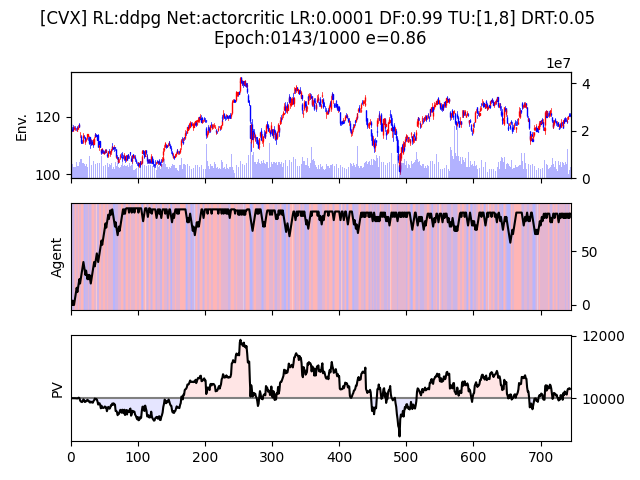 [CVX] RL:ddpg Net:actorcritic LR:0.0001 DF:0.99 TU:[1,8] DRT:0.05
Epoch:0143/1000 e=0.86
1e7
Env.
120
100
4
2
0
Agent
50
0
PV
12000
10000
0 100 200 300 400 500 600 700